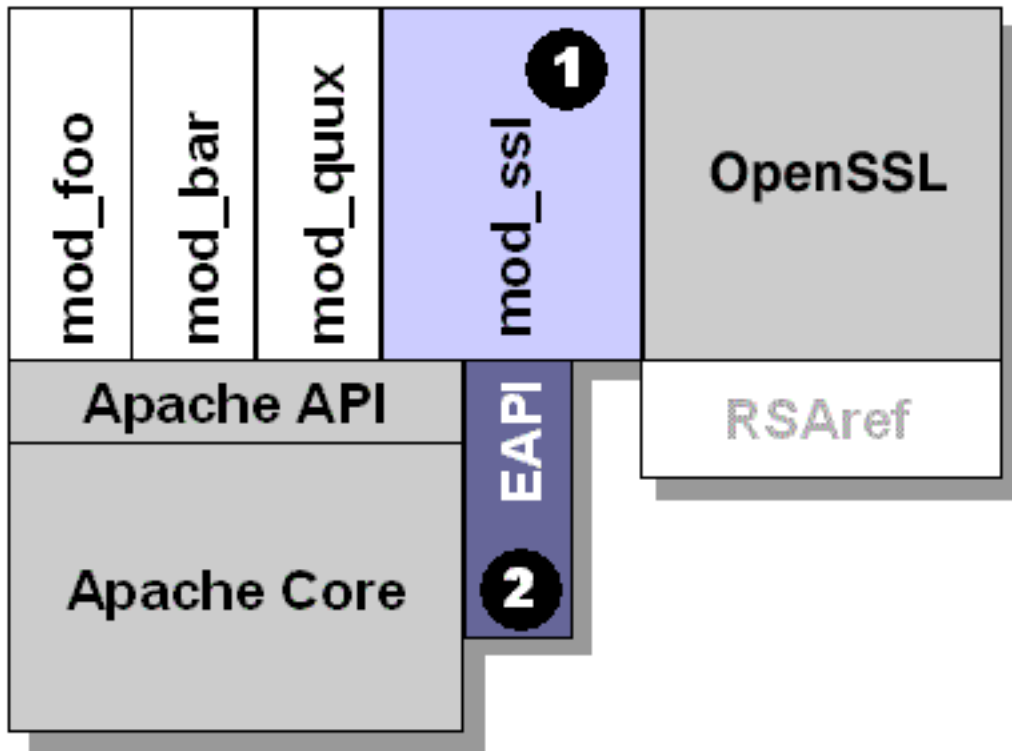 mod_foo
mod_bar
mod_quux
mod_ssl
1
OpenSSL
Apache API
EAPI
RSAref
Apache Core
2